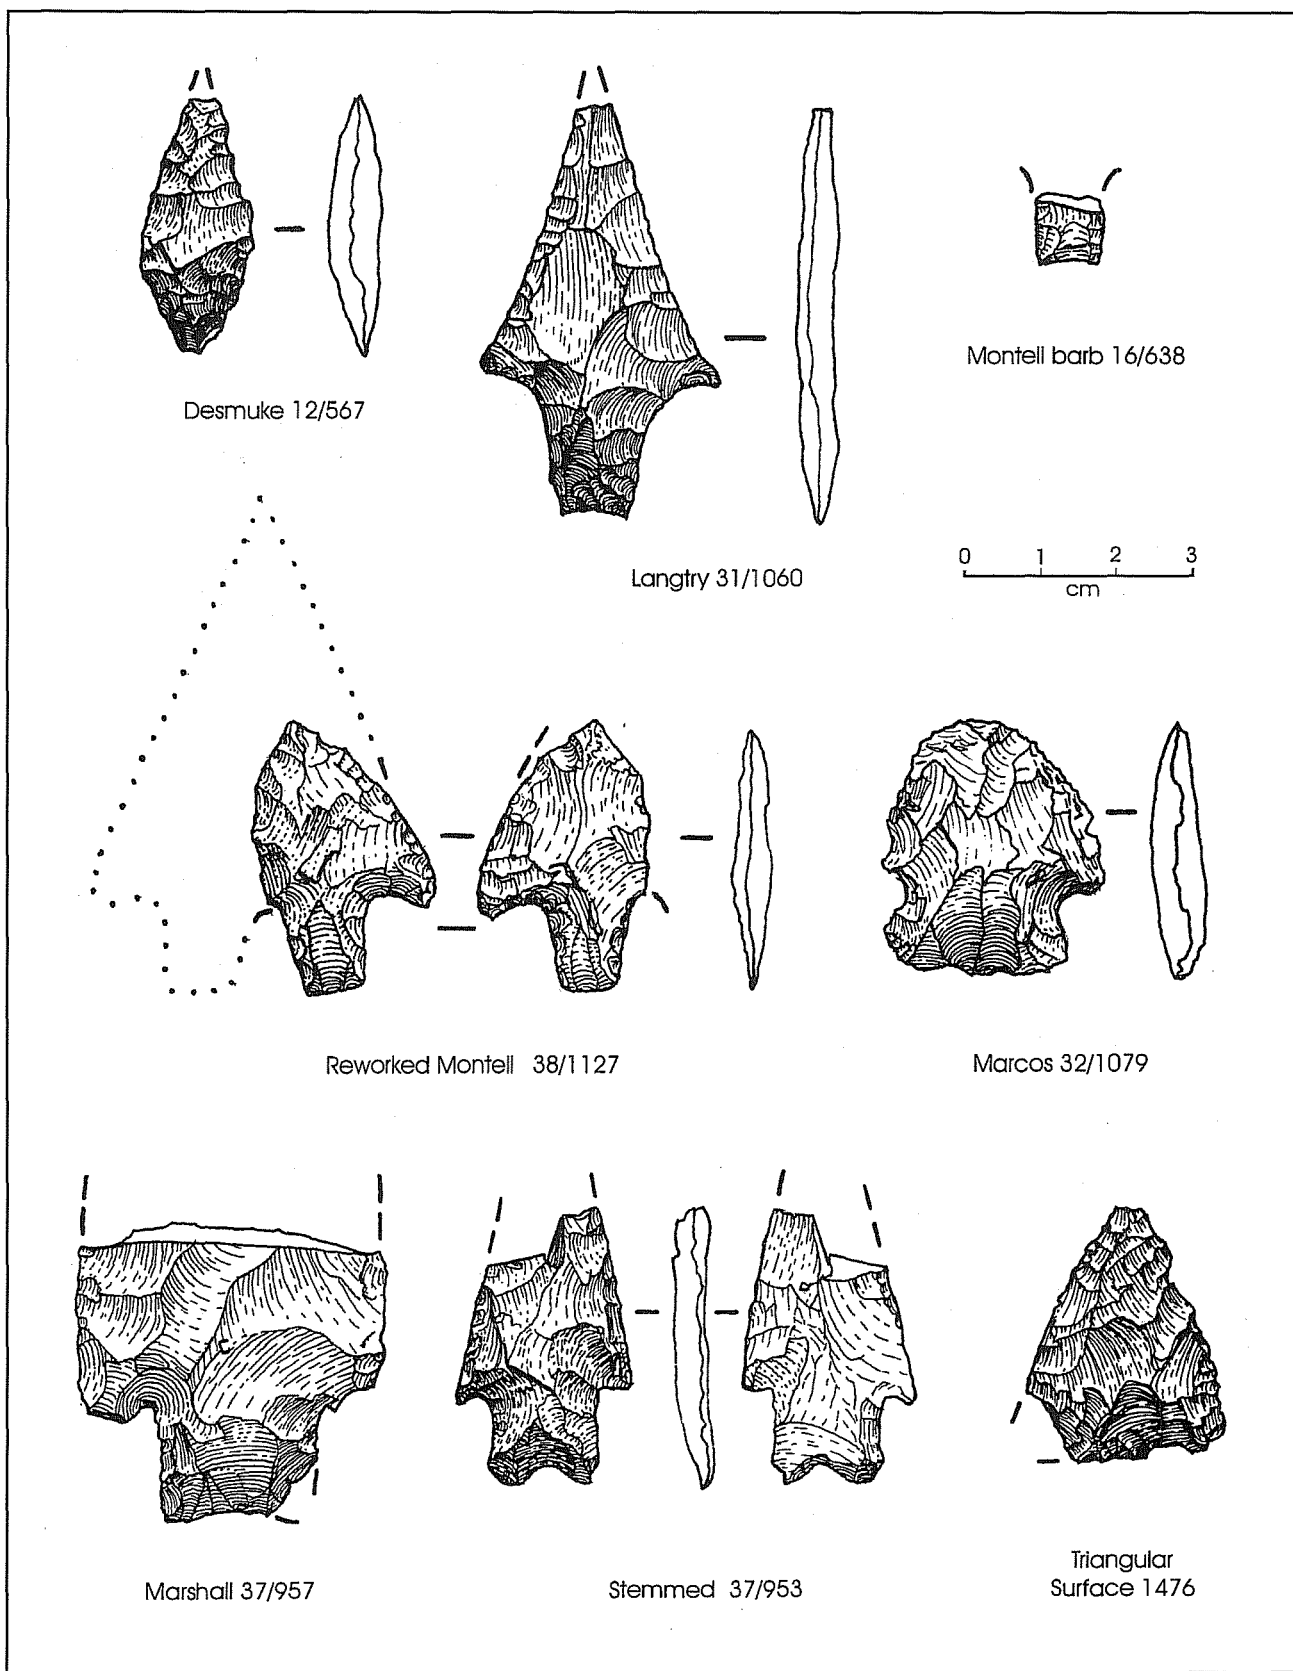 Desmuke 12/567
Montell barb 16/638
Langtry 31/1060
0 1 2 3
cm
Reworked Montell 38/1127
Marcos 32/1079
Marshall 37/957
Stemmed 37/953
Triangular
Surface 1476